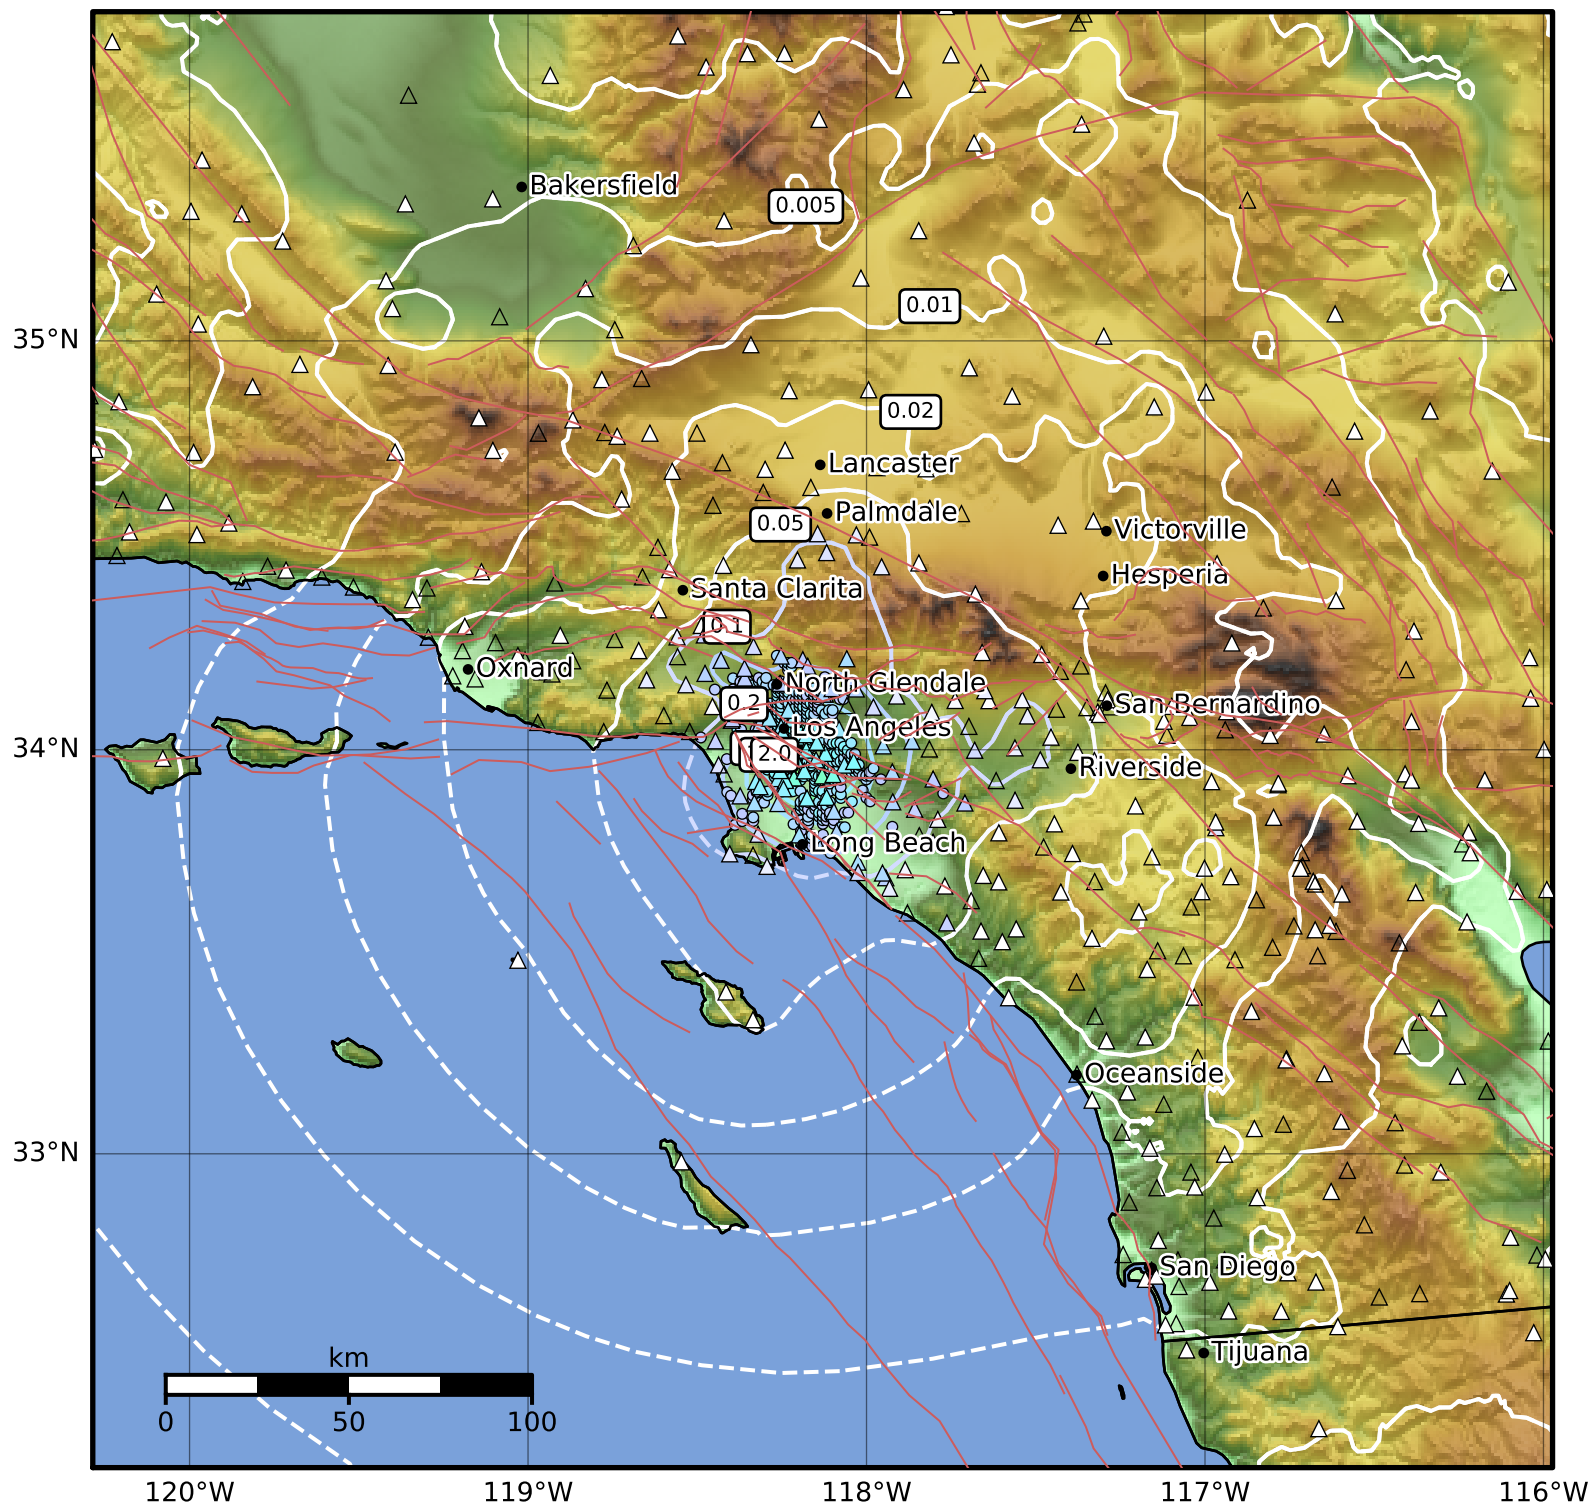 Bakersfield
0.005
0.01
35°N
0.02
Lancaster
Palmdale
0.05
Victorville
Hesperia
Santa Clarita
0.1
Oxnard
North Glendale
0.2
San Bernardino
Los Angeles
34°N
2.0
Riverside
Long Beach
Oceanside
33°N
San Diego
Tijuana
km
0 50 100
120°W 119°W 118°W 117°W 116°W